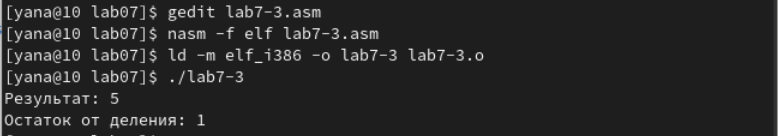 [yana@10 lab07]$ gedit lab7-3.asm
[yana@10 lab07]$ nasm -f elf lab7-3.asm
[yana@10 lab07]$ ld -m elf_i386 -o lab7-3 lab7-3.o
[yana@10 lab07]$ ./lab7-3
Результат: 5
Остаток от деления: 1